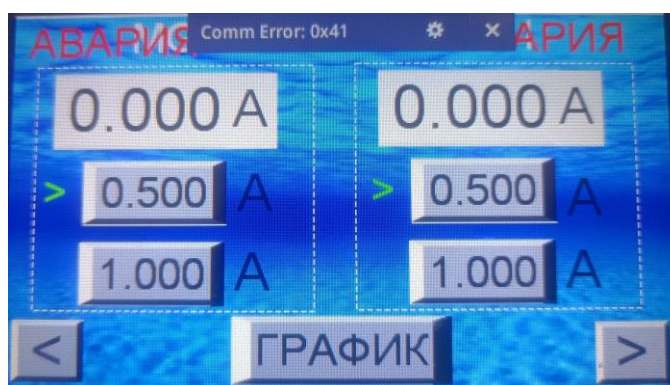 АВАРИЯ Comm Error: 0x41 АРИЯ
0.000 A 0.000 A
> 0.500 A > 0.500 A
1.000 A 1.000 A
< ГРАФИК >